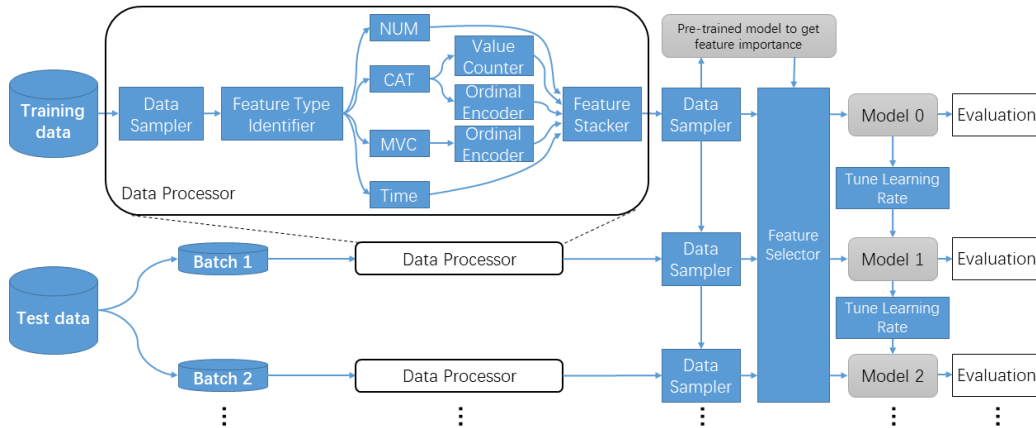 Pre-trained model to get
feature importance
Training
data
Data
Sampler
Feature Type
Identifier
NUM
CAT
MVC
Time
Value
Counter
Ordinal
Encoder
Ordinal
Encoder
Feature
Stacker
Data Processor
Data
Sampler
Feature
Selector
Model 0
Evaluation
Tune Learning
Rate
Test data
Batch 1
Data Processor
Data
Sampler
Model 1
Evaluation
Tune Learning
Rate
Batch 2
Data Processor
Data
Sampler
Model 2
Evaluation